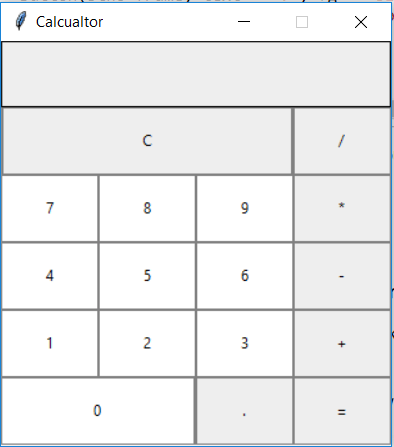 Calcualtor
C /
7 8 9 *
4 5 6 -
1 2 3 +
0 . =